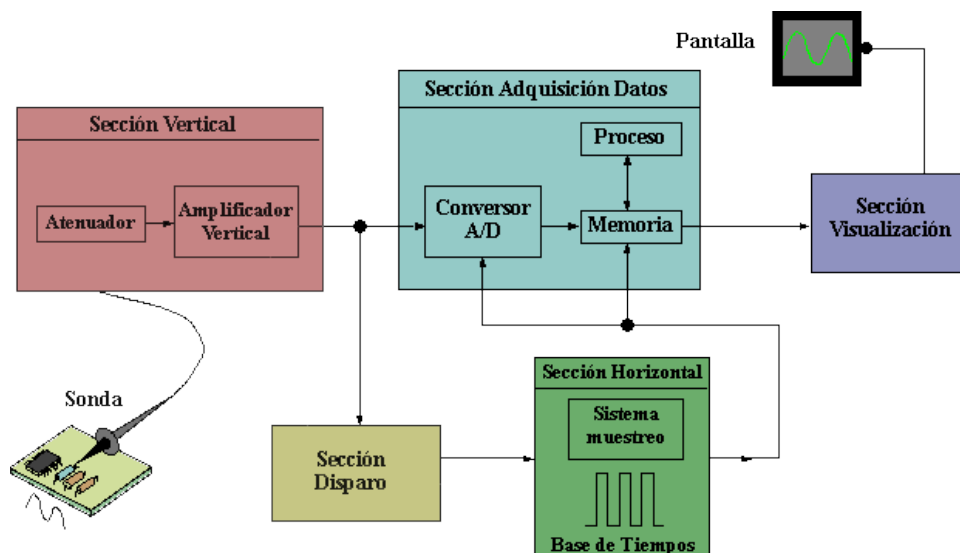 Pantalla
Sección Adquisición Datos
Sección Vertical
Proceso
Atenuador
Amplificador
Vertical
Conversor
A/D
Memoria
Sección
Visualización
Sección Horizontal
Sonda
Sistema
muestreo
Sección
Disparo
Base de Tiempos